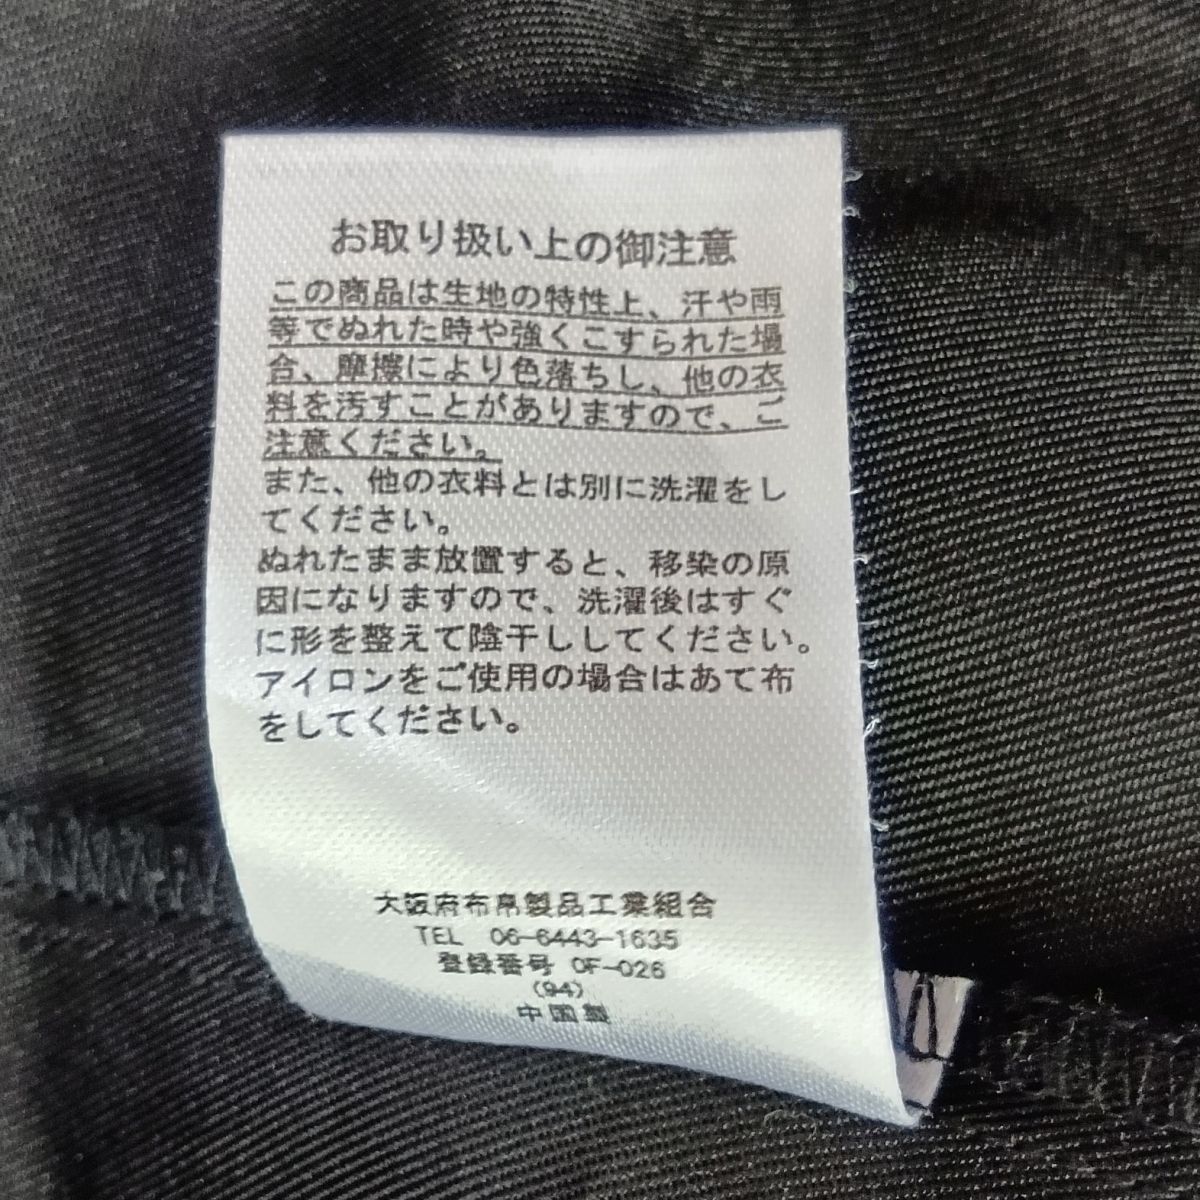 お取り扱い上の御注意
この商品は生地の特性上、汗や雨
等でぬれた時や強くこすられた場
合、摩擦により色落ちし、他の衣
料を汚すことがありますので、ご
注意ください。
また、他の衣料とは別に洗濯をし
てください。
ぬれたまま放置すると、移染の原
因になりますので、洗濯後はすぐ
に形を整えて陰干ししてください。
アイロンをご使用の場合はあて布
をしてください。
大阪府布帛製品工業組合
TEL 06-6443-1635
登録番号 OF-026
(94)
中国製